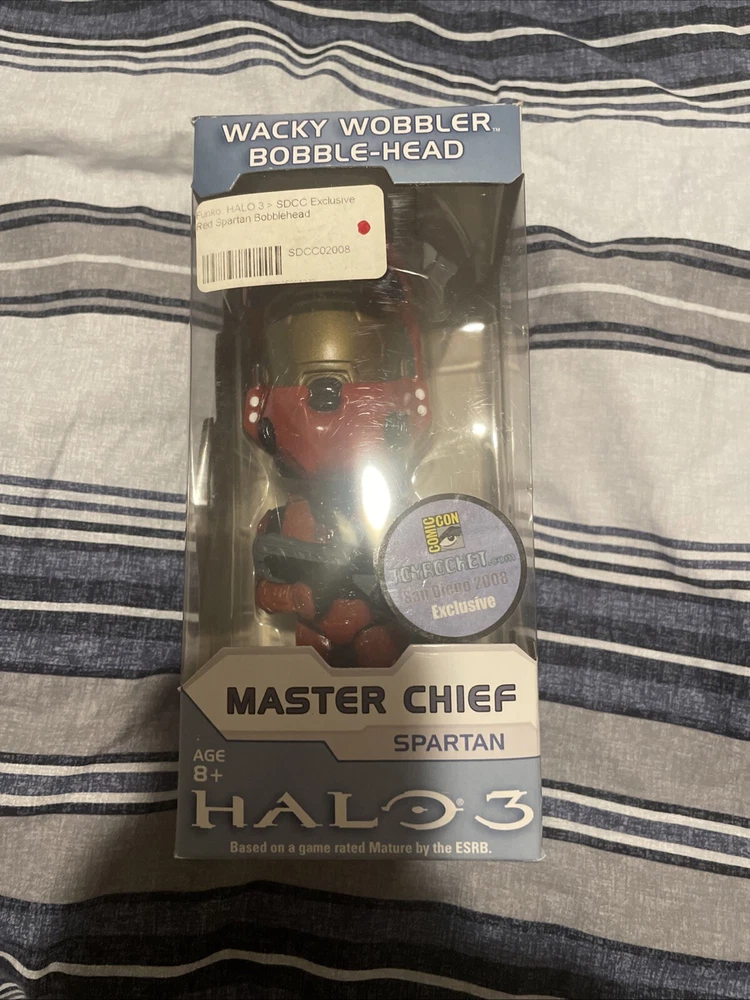 WACKY WOBBLER™
BOBBLE-HEAD
Funko HALO 3 > SDCC Exclusive
Red Spartan Bobblehead
SDCC02008
COMIC CON
TOYROCKET.com
San Diego 2008
Exclusive
MASTER CHIEF
SPARTAN
AGE
8+
HALO 3
Based on a game rated Mature by the ESRB.